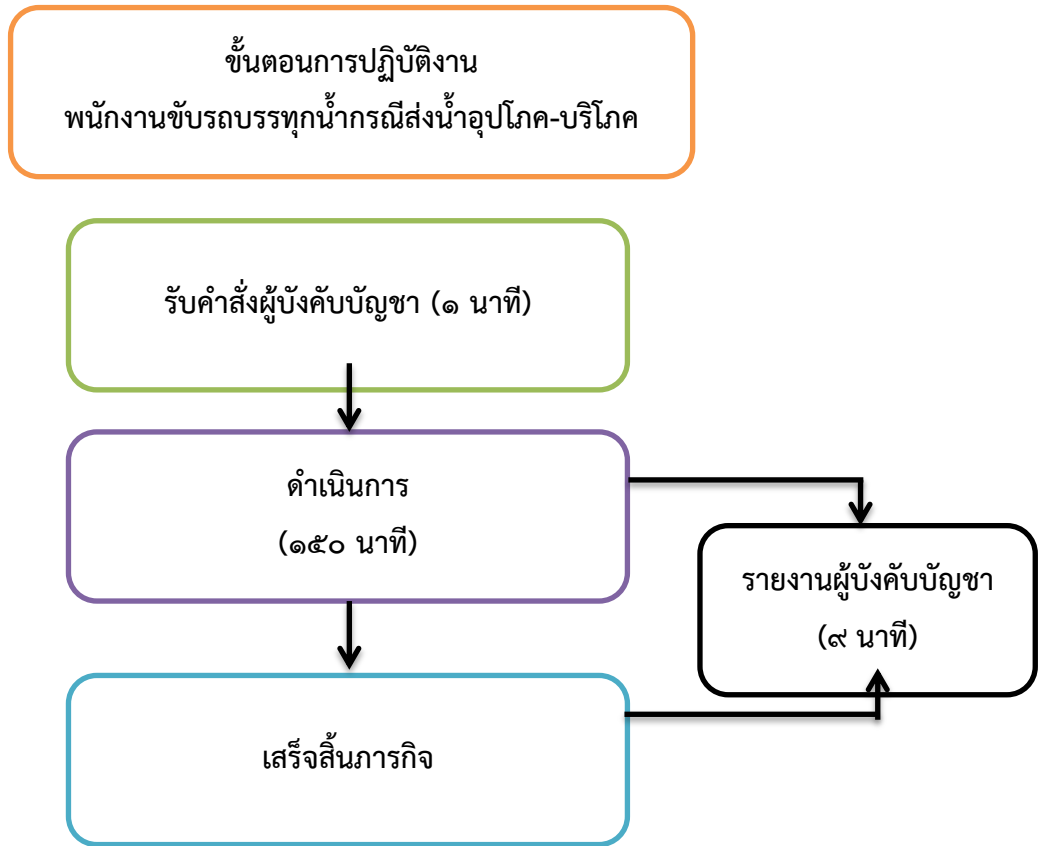 ขั้นตอนการปฏิบัติงาน
พนักงานขับรถบรรทุกน้ำกรณีส่งน้ำอุปโภค-บริโภค
รับคำสั่งผู้บังคับบัญชา (๑ นาที)
ดำเนินการ
(๑๕๐ นาที)
รายงานผู้บังคับบัญชา
(๙ นาที)
เสร็จสิ้นภารกิจ